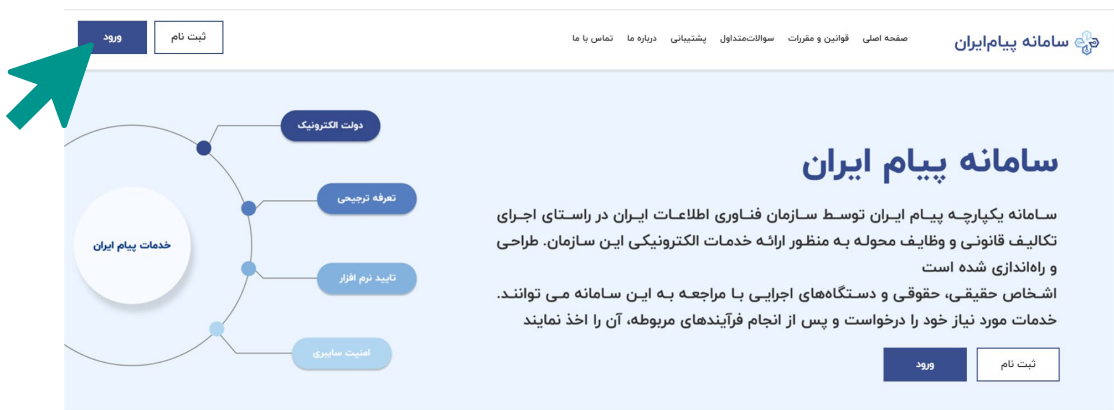 سامانه پیام‌ایران
صفحه اصلی قوانین و مقررات سوالات‌متداول پشتیبانی درباره ما تماس با ما
ثبت نام
ورود
سامانه پیام ایران
سامانه یکپارچه پیام ایران توسط سازمان فناوری اطلاعات ایران در راستای اجرای
تکالیف قانونی و وظایف محوله به منظور ارائه خدمات الکترونیکی این سازمان. طراحی
و راه‌اندازی شده است
اشخاص حقیقی، حقوقی و دستگاه‌های اجرایی با مراجعه به این سامانه می توانند.
خدمات مورد نیاز خود را درخواست و پس از انجام فرآیندهای مربوطه، آن را اخذ نمایند
ثبت نام
ورود
دولت الکترونیک
تعرفه ترجیحی
تایید نرم افزار
امنیت سایبری
خدمات پیام ایران